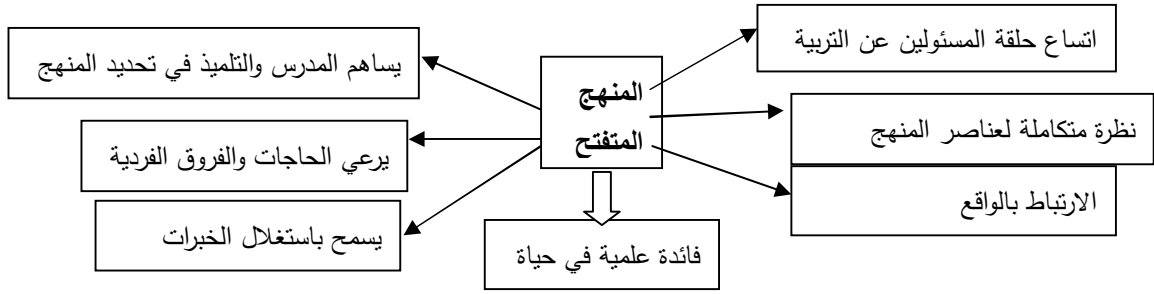 اتساع حلقة المسئولين عن التربية
يساهم المدرس والتلميذ في تحديد المنهج
المنهج
المتفتح
نظرة متكاملة لعناصر المنهج
يرعي الحاجات والفروق الفردية
الارتباط بالواقع
يسمح باستغلال الخبرات
فائدة علمية في حياة